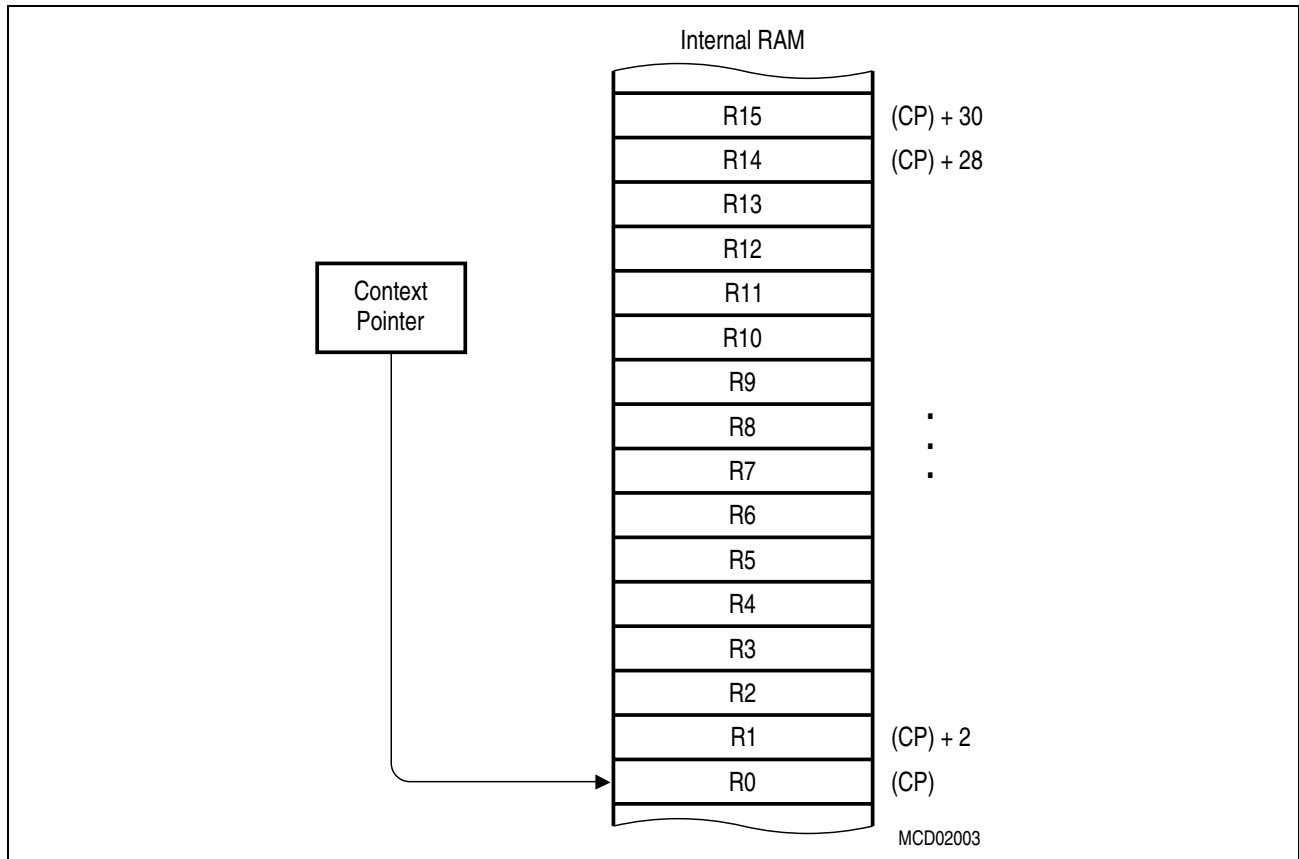 Internal RAM
R15 (CP) + 30
R14 (CP) + 28
R13
R12
Context
Pointer
R11
R10
R9
R8
R7
R6
R5
R4
R3
R2
R1 (CP) + 2
R0 (CP)
MCD02003